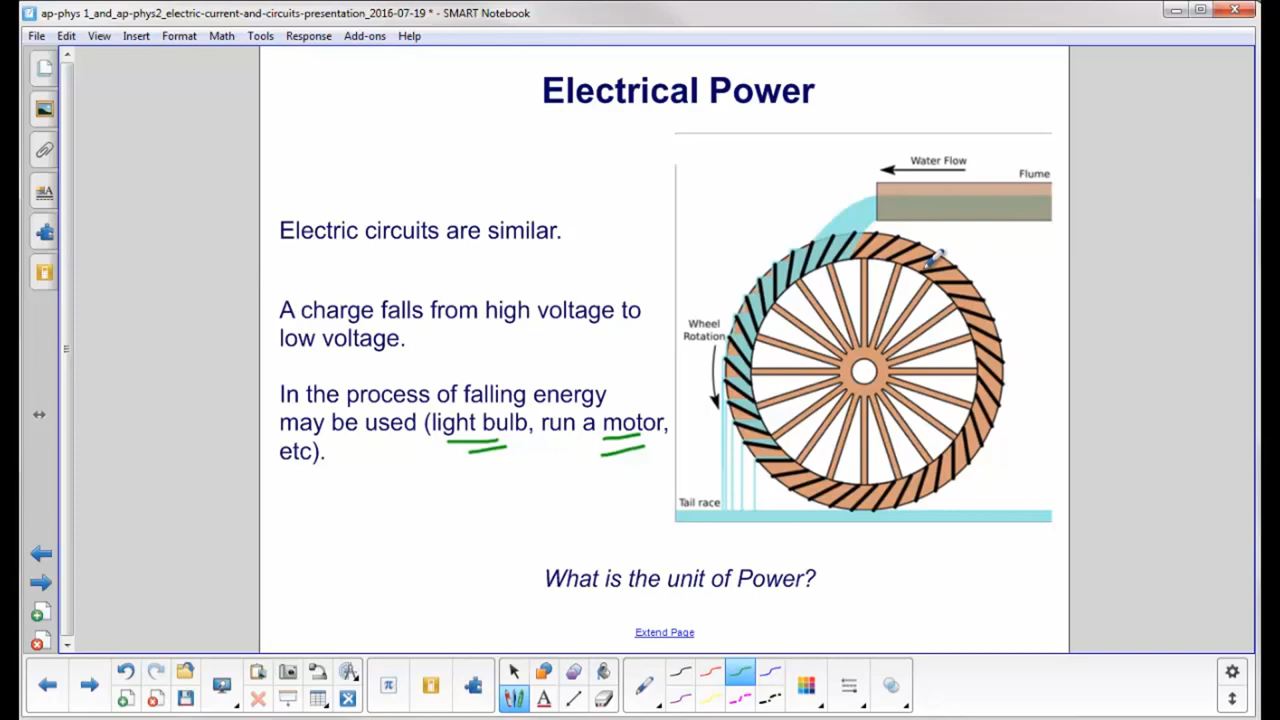 ap-phys 1_and_ap-phys2_electric-current-and-circuits-presentation_2016-07-19 * - SMART Notebook
File Edit View Insert Format Math Tools Response Add-ons Help
Electrical Power
Water Flow
Flume
Electric circuits are similar.
A charge falls from high voltage to
low voltage.
Wheel
Rotation
In the process of falling energy
may be used (light bulb, run a motor,
etc).
Tail race
What is the unit of Power?
Extend Page